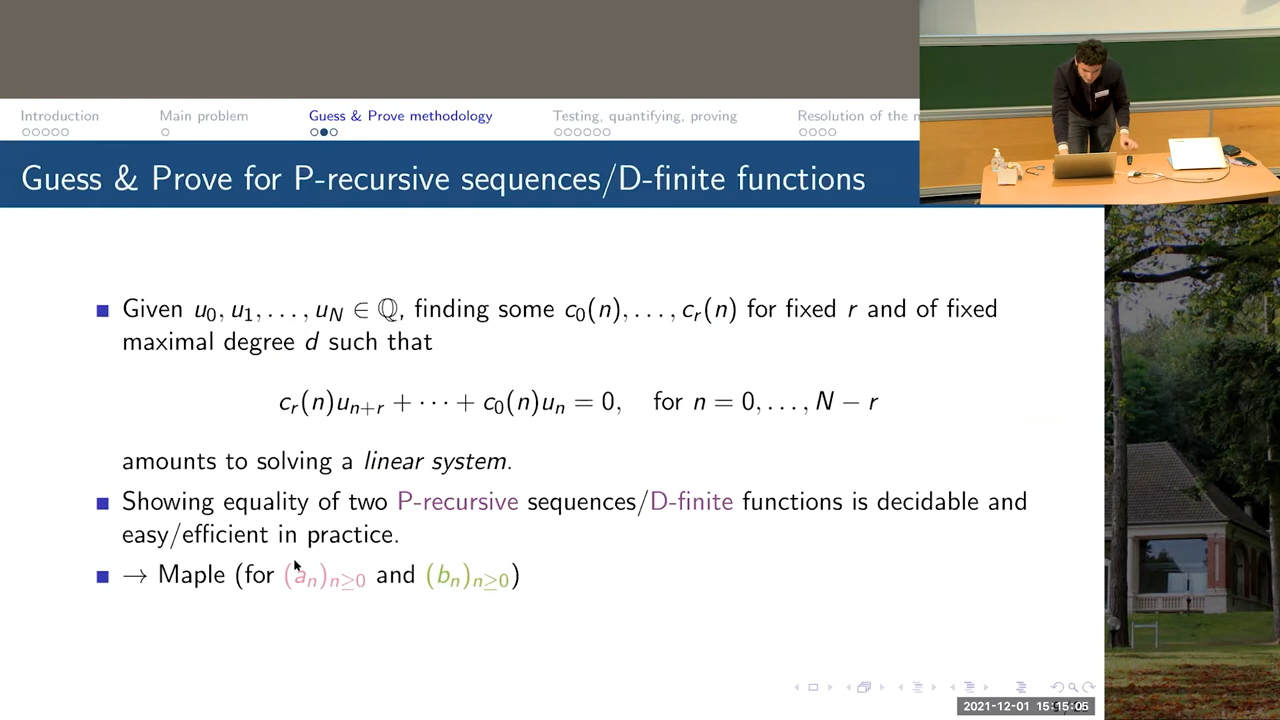 Introduction
Main problem
Guess & Prove methodology
Testing, quantifying, proving
Resolution of the
Guess & Prove for P-recursive sequences/D-finite functions
■ Given u₀, u₁, . . . , u_N ∈ ℚ, finding some c₀(n), . . . , c_r(n) for fixed r and of fixed
maximal degree d such that
c_r(n)u_{n+r} + · · · + c₀(n)u_n = 0, for n = 0, . . . , N − r
amounts to solving a linear system.
■ Showing equality of two P-recursive sequences/D-finite functions is decidable and
easy/efficient in practice.
■ → Maple (for (a_n)_{n≥0} and (b_n)_{n≥0})
2021-12-01 15:15:05